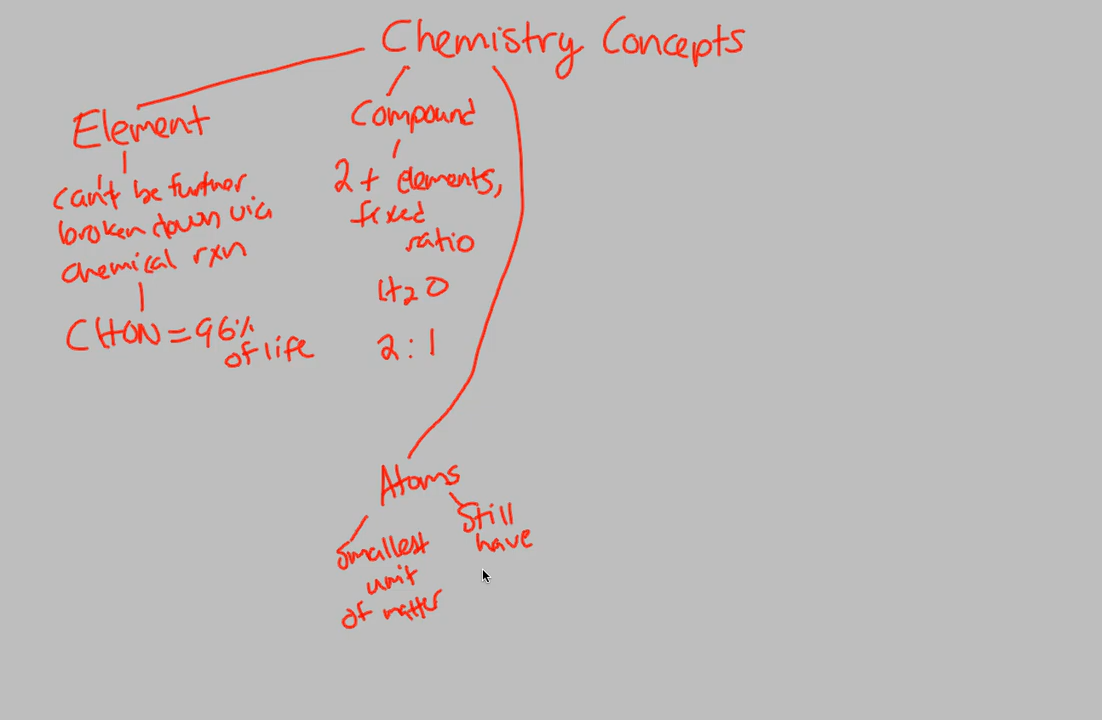 Chemistry Concepts
Element
can't be further
broken down via
chemical rxn
CHON = 96%
of life
Compound
2+ elements,
fixed
ratio
H₂O
2:1
Atoms
Smallest
unit
of matter
Still
have